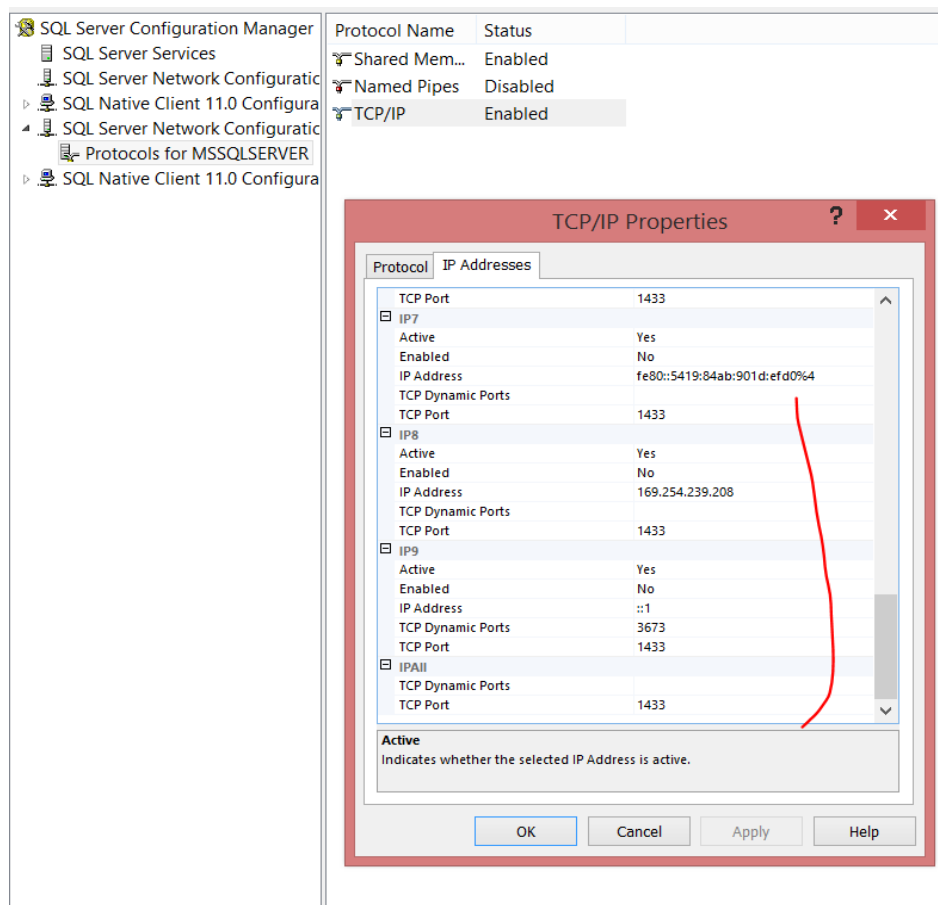 SQL Server Configuration Manager
SQL Server Services
SQL Server Network Configuratic
SQL Native Client 11.0 Configura
SQL Server Network Configuratic
Protocols for MSSQLSERVER
SQL Native Client 11.0 Configura
Protocol Name Status
Shared Mem... Enabled
Named Pipes Disabled
TCP/IP Enabled
TCP/IP Properties ?
Protocol IP Addresses
TCP Port 1433
IP7
Active Yes
Enabled No
IP Address fe80::5419:84ab:901d:efd0%4
TCP Dynamic Ports
TCP Port 1433
IP8
Active Yes
Enabled No
IP Address 169.254.239.208
TCP Dynamic Ports
TCP Port 1433
IP9
Active Yes
Enabled No
IP Address ::1
TCP Dynamic Ports 3673
TCP Port 1433
IPAll
TCP Dynamic Ports
TCP Port 1433
Active
Indicates whether the selected IP Address is active.
OK Cancel Apply Help